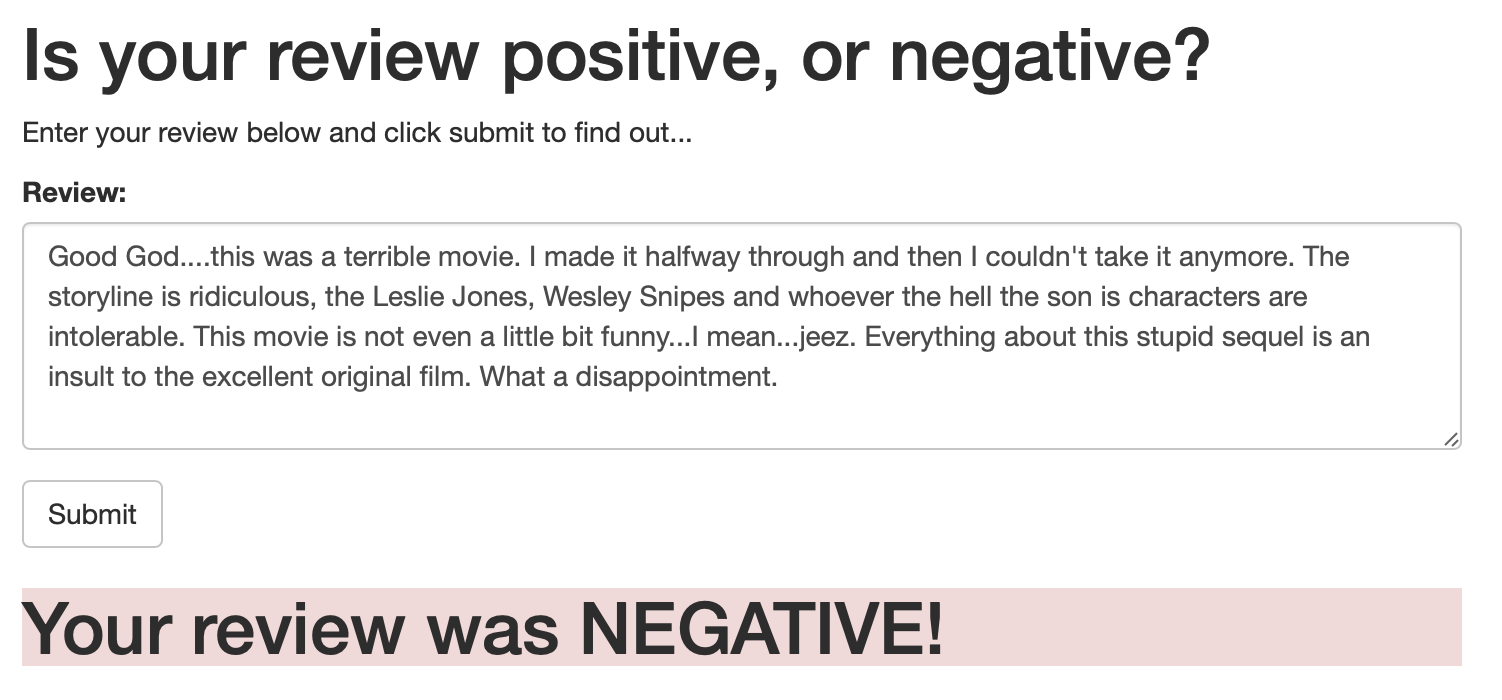 Is your review positive, or negative?
Enter your review below and click submit to find out...
Review:
Good God....this was a terrible movie. I made it halfway through and then I couldn't take it anymore. The
storyline is ridiculous, the Leslie Jones, Wesley Snipes and whoever the hell the son is characters are
intolerable. This movie is not even a little bit funny...I mean...jeez. Everything about this stupid sequel is an
insult to the excellent original film. What a disappointment.
Submit
Your review was NEGATIVE!